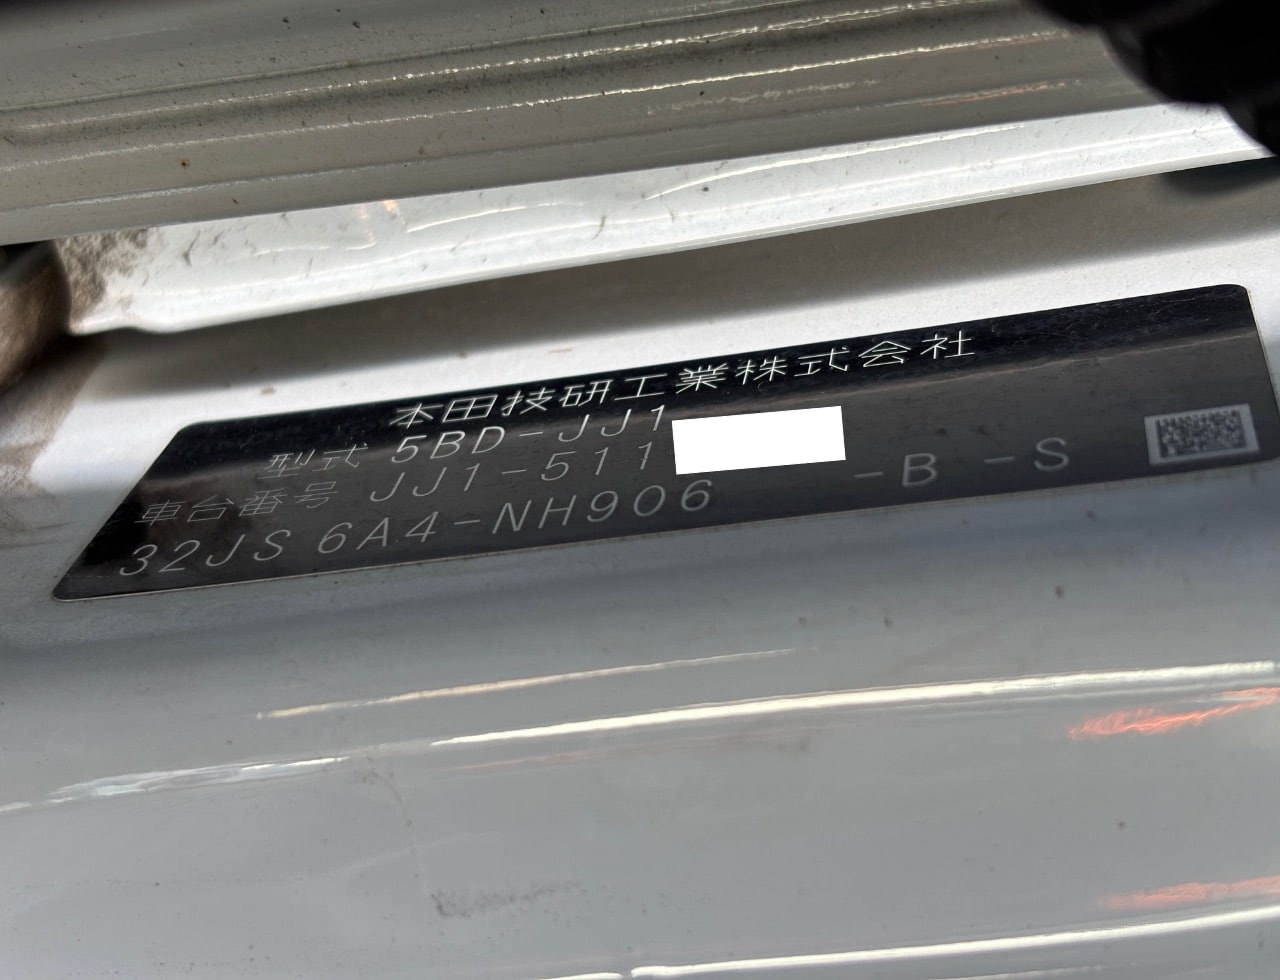 本田技研工業株式会社
型式 5BD-JJ1
車台番号 JJ1-511
32JS 6A4-NH906 -B -S